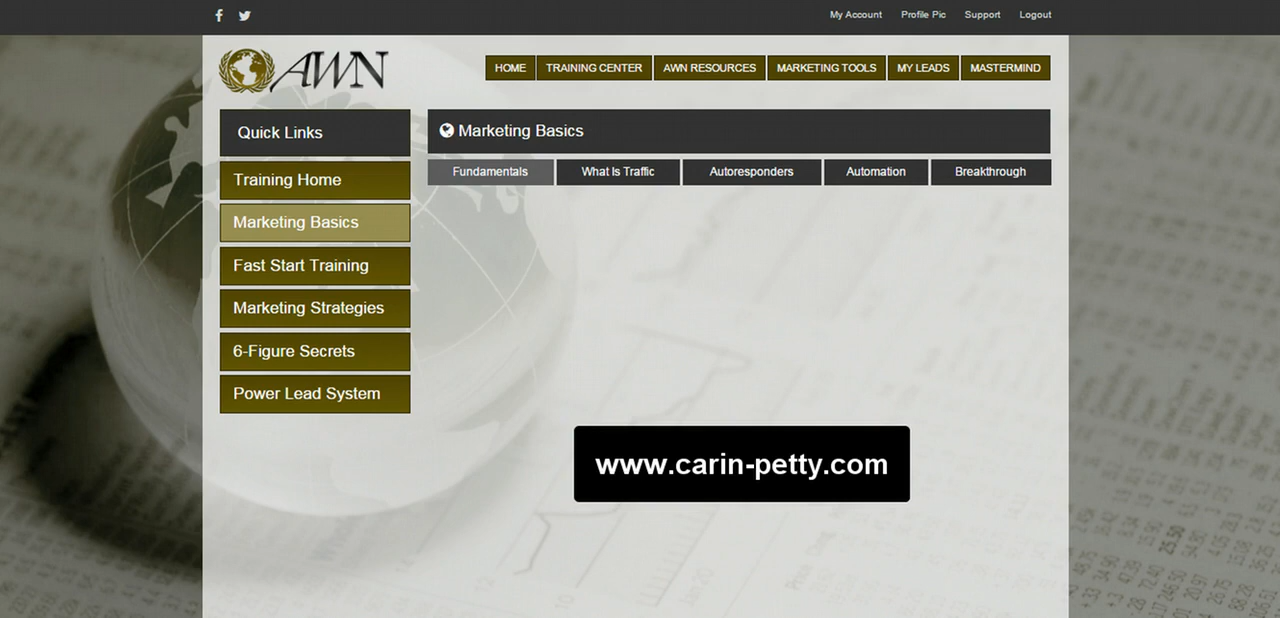 My Account Profile Pic Support Logout
AWN
HOME TRAINING CENTER AWN RESOURCES MARKETING TOOLS MY LEADS MASTERMIND
Quick Links
Training Home
Marketing Basics
Fast Start Training
Marketing Strategies
6-Figure Secrets
Power Lead System
Marketing Basics
Fundamentals What Is Traffic Autoresponders Automation Breakthrough
www.carin-petty.com
25.50